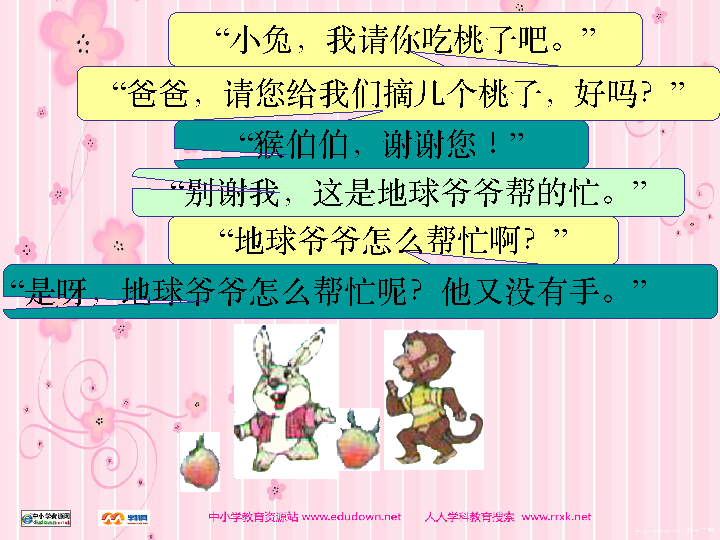 “小兔，我请你吃桃了吧。”
“爸爸，请您给我们摘几个桃了，好吗？”
“猴伯伯，谢谢您！”
“别谢我，这是地球爷爷帮的忙。”
“地球爷爷怎么帮忙啊？”
“是呀，地球爷爷怎么帮忙呢？他又没有手。”
中小学教育资源站 www.edudown.net 人人学科教育搜索 www.rrxk.net